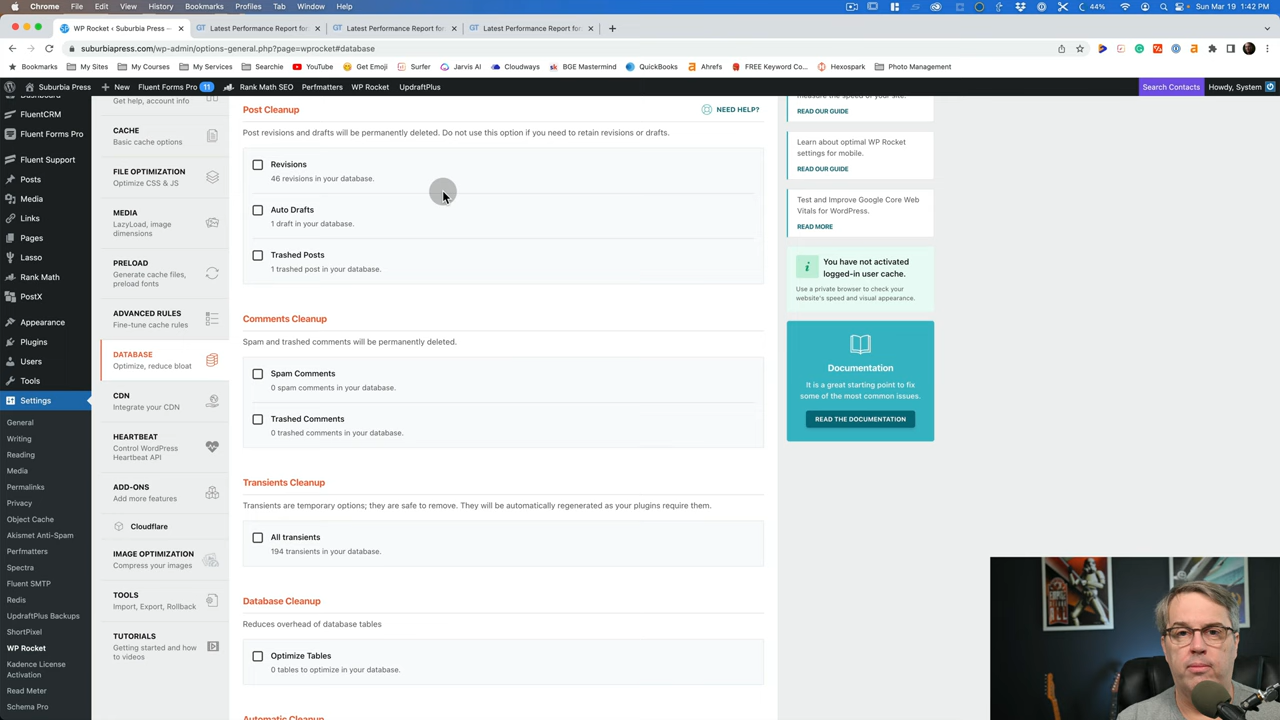 Chrome File Edit View History Bookmarks Profiles Tab Window Help 44% Sun Mar 19 1:42 PM
WP Rocket ‹ Suburbia Press — Latest Performance Report for Latest Performance Report for Latest Performance Report for
suburbiapress.com/wp-admin/options-general.php?page=wprocket#database
Bookmarks My Sites My Courses My Services Searchie YouTube Get Emoji Surfer Jarvis AI Cloudways BGE Mastermind QuickBooks Ahrefs FREE Keyword Co... Hexospark Photo Management
Suburbia Press New Fluent Forms Pro 11 Rank Math SEO Perfmatters WP Rocket UpdraftPlus Search Contacts Howdy, System
Dashboard
FluentCRM
Fluent Forms Pro
Fluent Support
Posts
Media
Links
Pages
Lasso
Rank Math
PostX
Appearance
Plugins
Users
Tools
Settings
General
Writing
Reading
Media
Permalinks
Privacy
Object Cache
Akismet Anti-Spam
Perfmatters
Spectra
Fluent SMTP
Redis
UpdraftPlus Backups
ShortPixel
WP Rocket
Kadence License
Activation
Read Meter
Schema Pro
Get help, account info
CACHE
Basic cache options
FILE OPTIMIZATION
Optimize CSS & JS
MEDIA
LazyLoad, image
dimensions
PRELOAD
Generate cache files,
preload fonts
ADVANCED RULES
Fine-tune cache rules
DATABASE
Optimize, reduce bloat
CDN
Integrate your CDN
HEARTBEAT
Control WordPress
Heartbeat API
ADD-ONS
Add more features
Cloudflare
IMAGE OPTIMIZATION
Compress your images
TOOLS
Import, Export, Rollback
TUTORIALS
Getting started and how
to videos
Post Cleanup NEED HELP?
Post revisions and drafts will be permanently deleted. Do not use this option if you need to retain revisions or drafts.
Revisions
46 revisions in your database.
Auto Drafts
1 draft in your database.
Trashed Posts
1 trashed post in your database.
Comments Cleanup
Spam and trashed comments will be permanently deleted.
Spam Comments
0 spam comments in your database.
Trashed Comments
0 trashed comments in your database.
Transients Cleanup
Transients are temporary options; they are safe to remove. They will be automatically regenerated as your plugins require them.
All transients
194 transients in your database.
Database Cleanup
Reduces overhead of database tables
Optimize Tables
0 tables to optimize in your database.
Automatic Cleanup
measure the speed of your site.
READ OUR GUIDE
Learn about optimal WP Rocket
settings for mobile.
READ OUR GUIDE
Test and Improve Google Core Web
Vitals for WordPress.
READ MORE
You have not activated
logged-in user cache.
Use a private browser to check your
website's speed and visual appearance.
Documentation
It is a great starting point to fix
some of the most common issues.
READ THE DOCUMENTATION